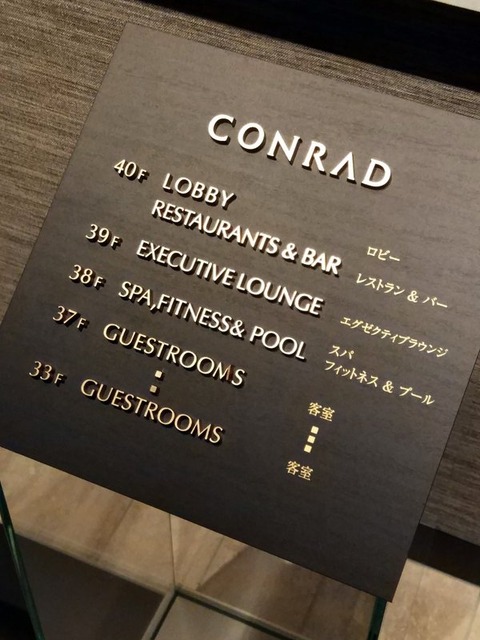 CONRAD
40F LOBBY ロビー
RESTAURANTS & BAR レストラン & バー
39F EXECUTIVE LOUNGE エグゼクティブラウンジ
38F SPA,FITNESS& POOL スパ
フィットネス & プール
37F GUESTROOMS 客室
33F GUESTROOMS 客室